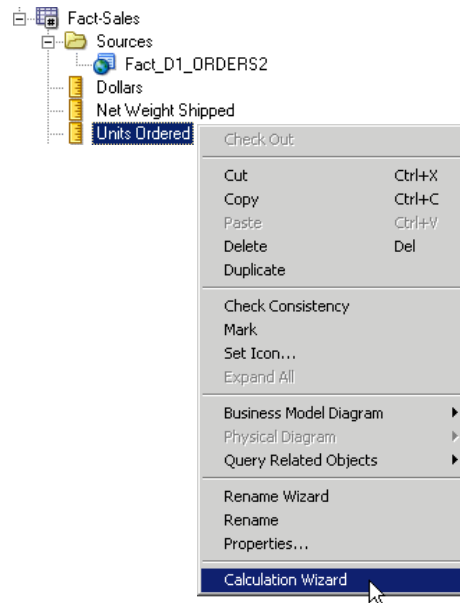 Fact-Sales
Sources
Fact_D1_ORDERS2
Dollars
Net Weight Shipped
Units Ordered
Check Out
Cut Ctrl+X
Copy Ctrl+C
Paste Ctrl+V
Delete Del
Duplicate
Check Consistency
Mark
Set Icon...
Expand All
Business Model Diagram
Physical Diagram
Query Related Objects
Rename Wizard
Rename
Properties...
Calculation Wizard